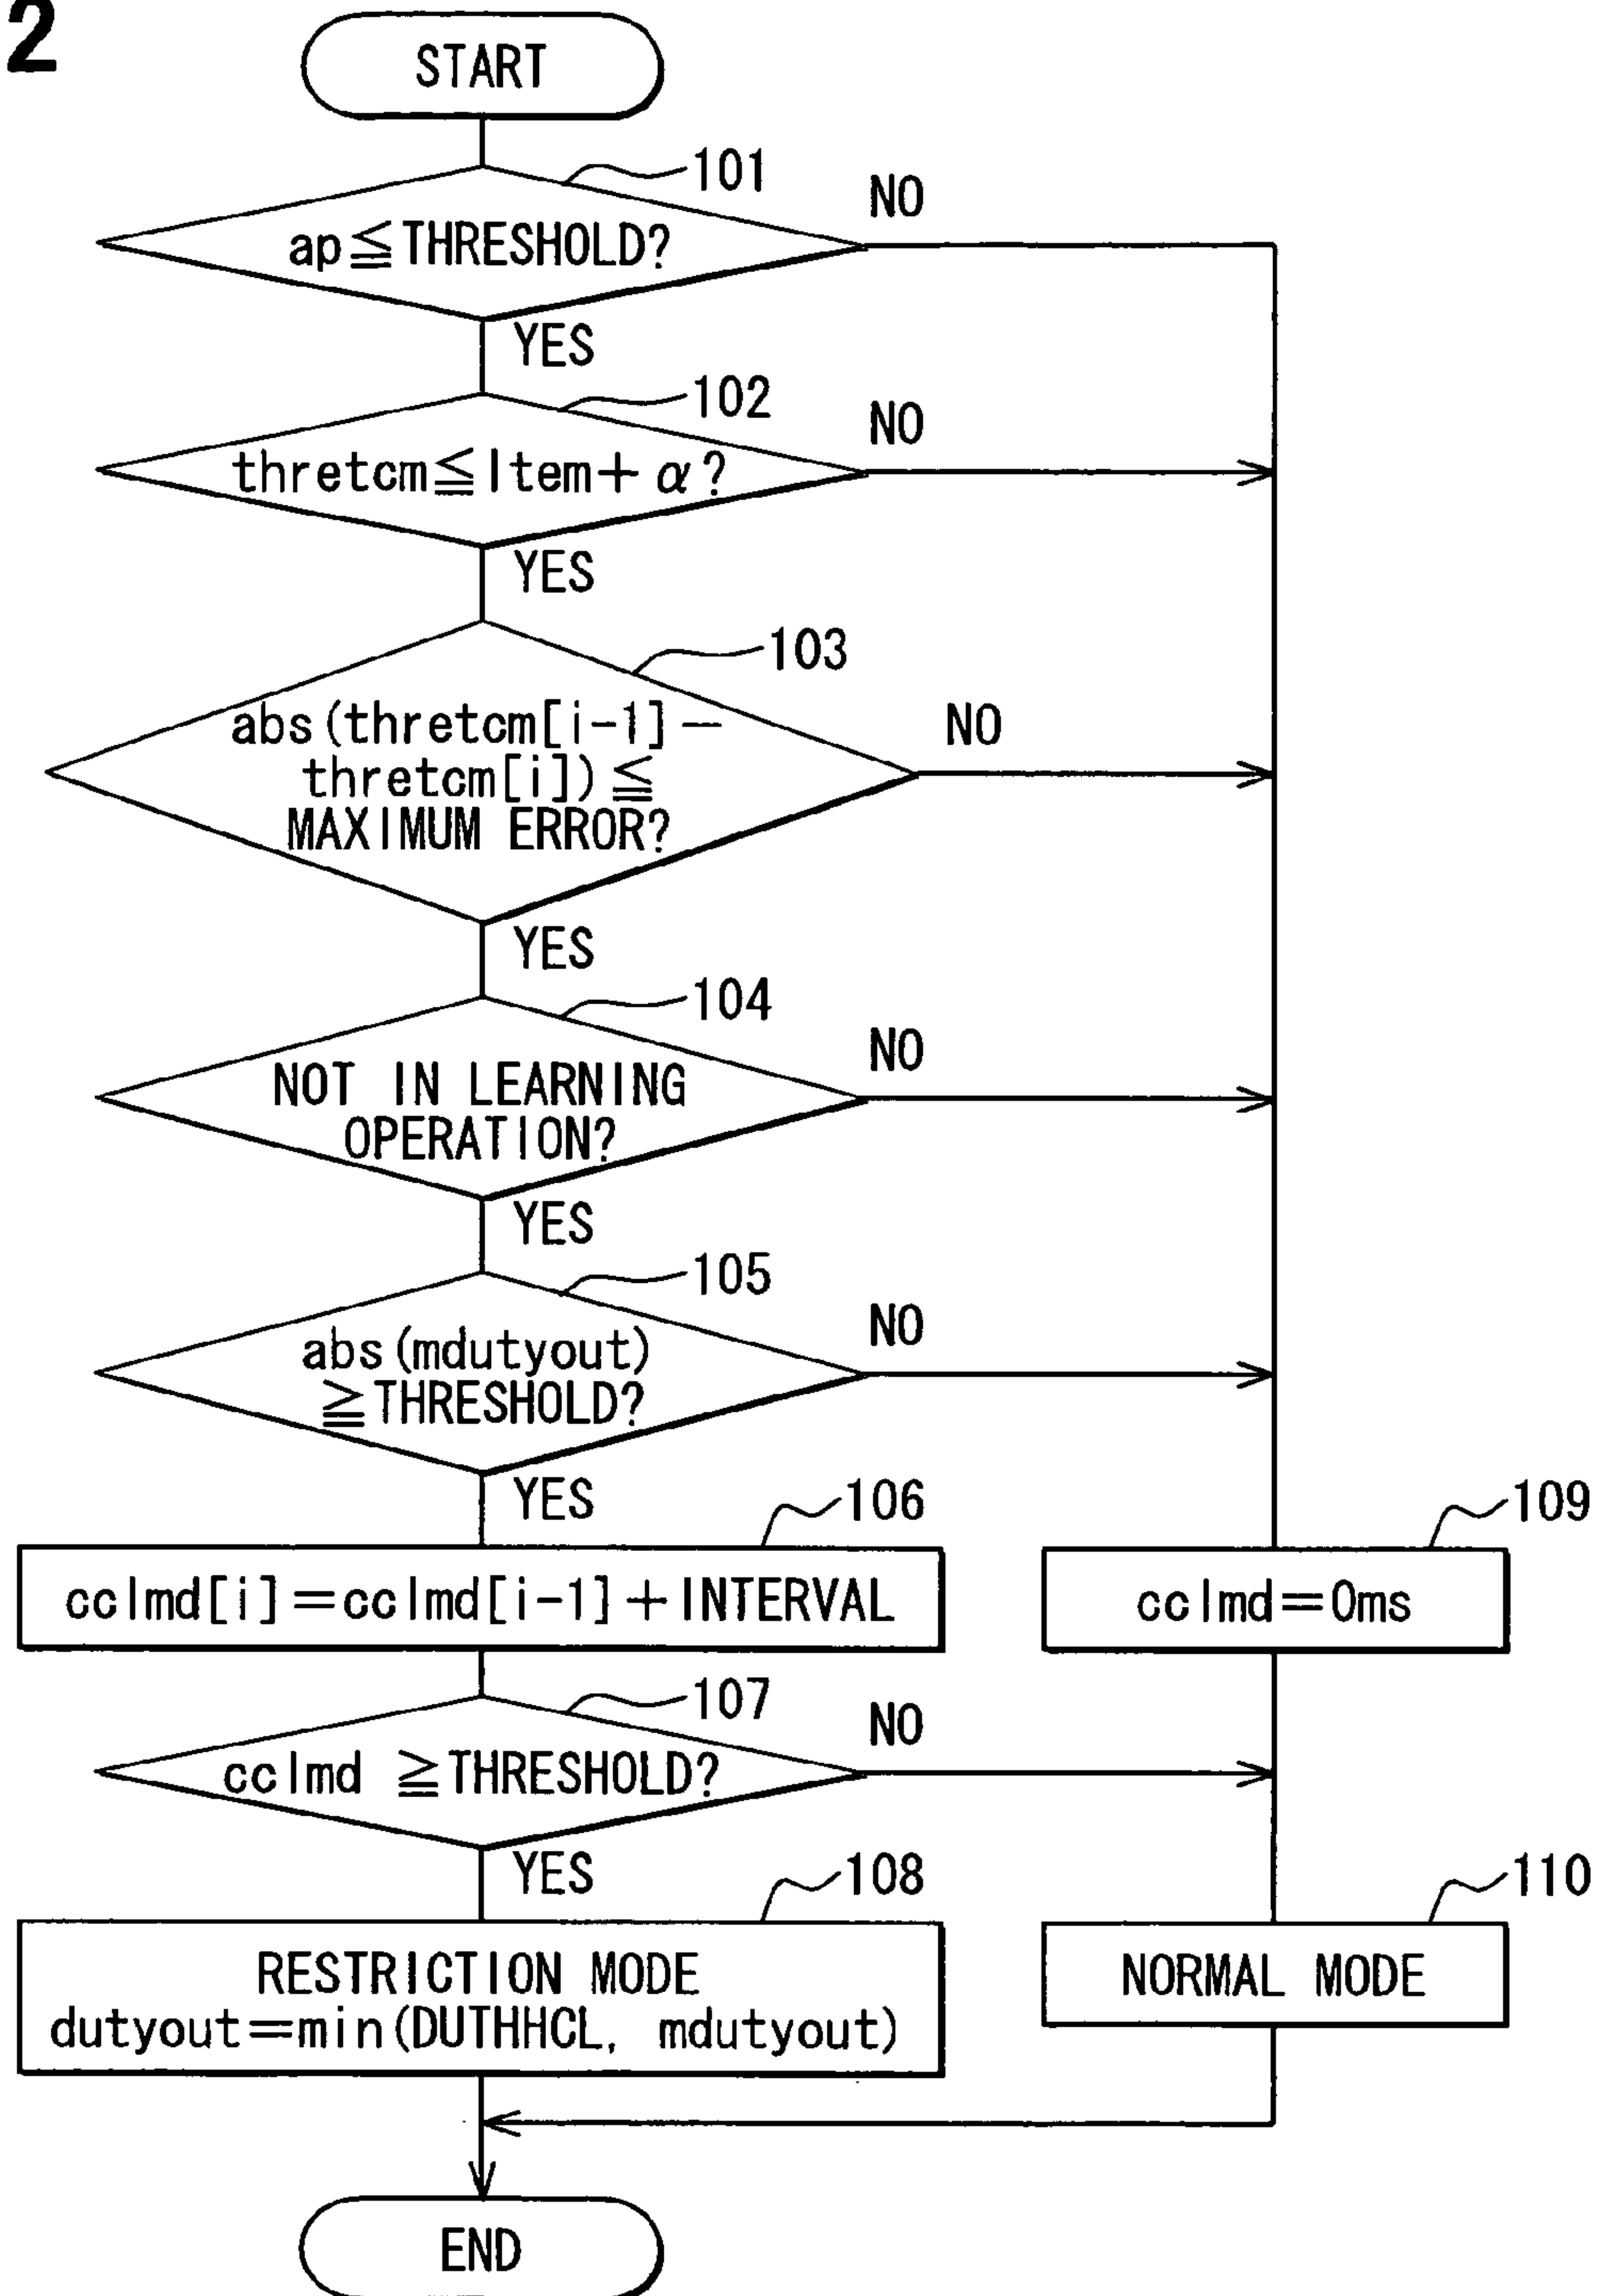 2
START
101
NO
ap≦THRESHOLD?
YES
102
NO
thretcm≦ltem+α?
YES
103
NO
abs(thretcm[i-1]−
thretcm[i])≦
MAXIMUM ERROR?
YES
104
NO
NOT IN LEARNING
OPERATION?
YES
105
NO
abs(mdutyout)
≧THRESHOLD?
YES
106
109
cclmd[i]=cclmd[i-1]+INTERVAL
cclmd=0ms
107
NO
cclmd ≧THRESHOLD?
YES
108
110
RESTRICTION MODE
dutyout=min(DUTHHCL, mdutyout)
NORMAL MODE
END